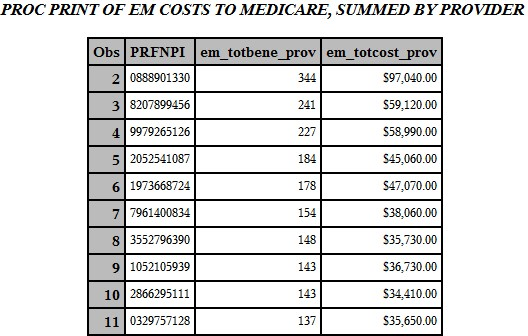 PROC PRINT OF EM COSTS TO MEDICARE, SUMMED BY PROVIDER
Obs PRFNPI em_totbene_prov em_totcost_prov
2 0888901330 344 $97,040.00
3 8207899456 241 $59,120.00
4 9979265126 227 $58,990.00
5 2052541087 184 $45,060.00
6 1973668724 178 $47,070.00
7 7961400834 154 $38,060.00
8 3552796390 148 $35,730.00
9 1052105939 143 $36,730.00
10 2866295111 143 $34,410.00
11 0329757128 137 $35,650.00